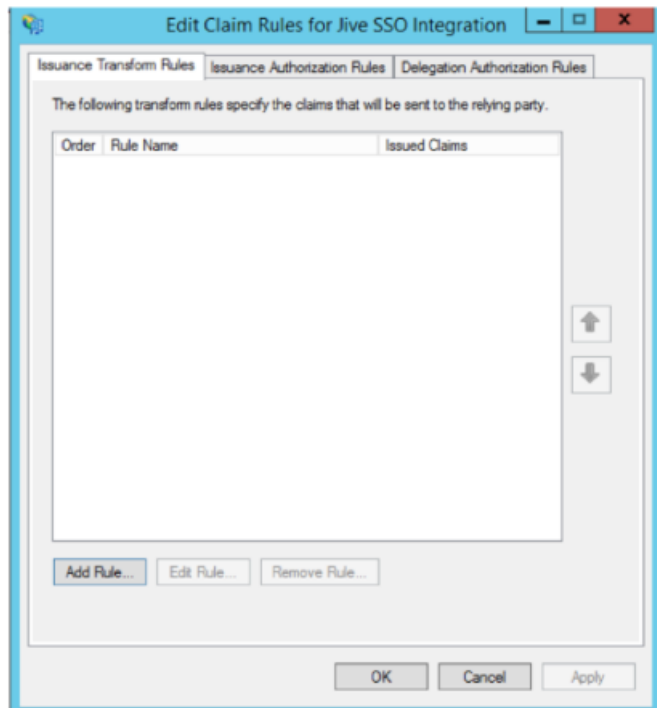 Edit Claim Rules for Jive SSO Integration
Issuance Transform Rules Issuance Authorization Rules Delegation Authorization Rules
The following transform rules specify the claims that will be sent to the relying party.
Order Rule Name Issued Claims
Add Rule... Edit Rule... Remove Rule...
OK Cancel Apply